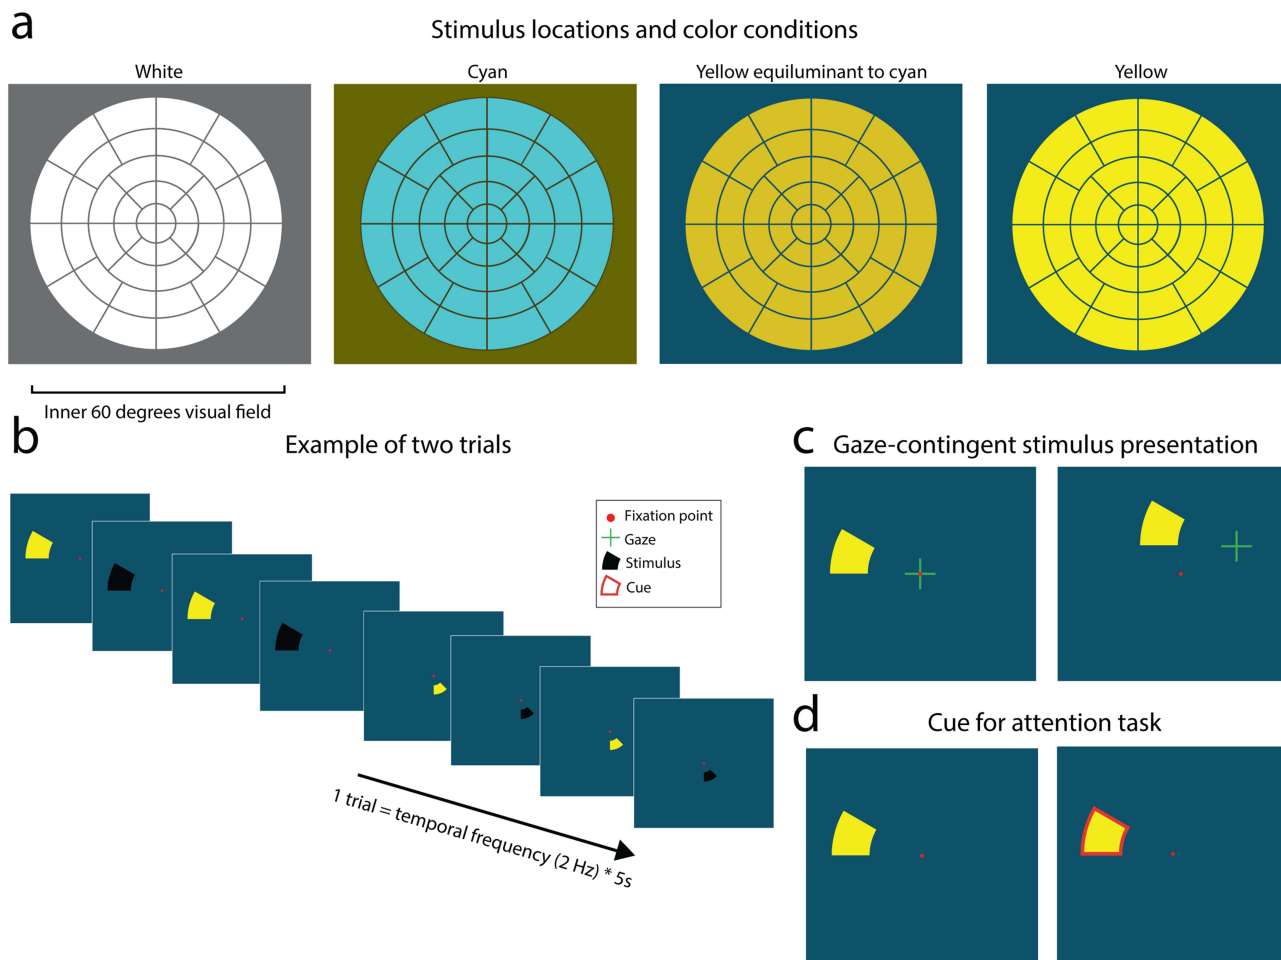 a
Stimulus locations and color conditions
White
Cyan
Yellow equiluminant to cyan
Yellow
Inner 60 degrees visual field
b
Example of two trials
Fixation point
Gaze
Stimulus
Cue
1 trial = temporal frequency (2 Hz) * 5s
c
Gaze-contingent stimulus presentation
d
Cue for attention task